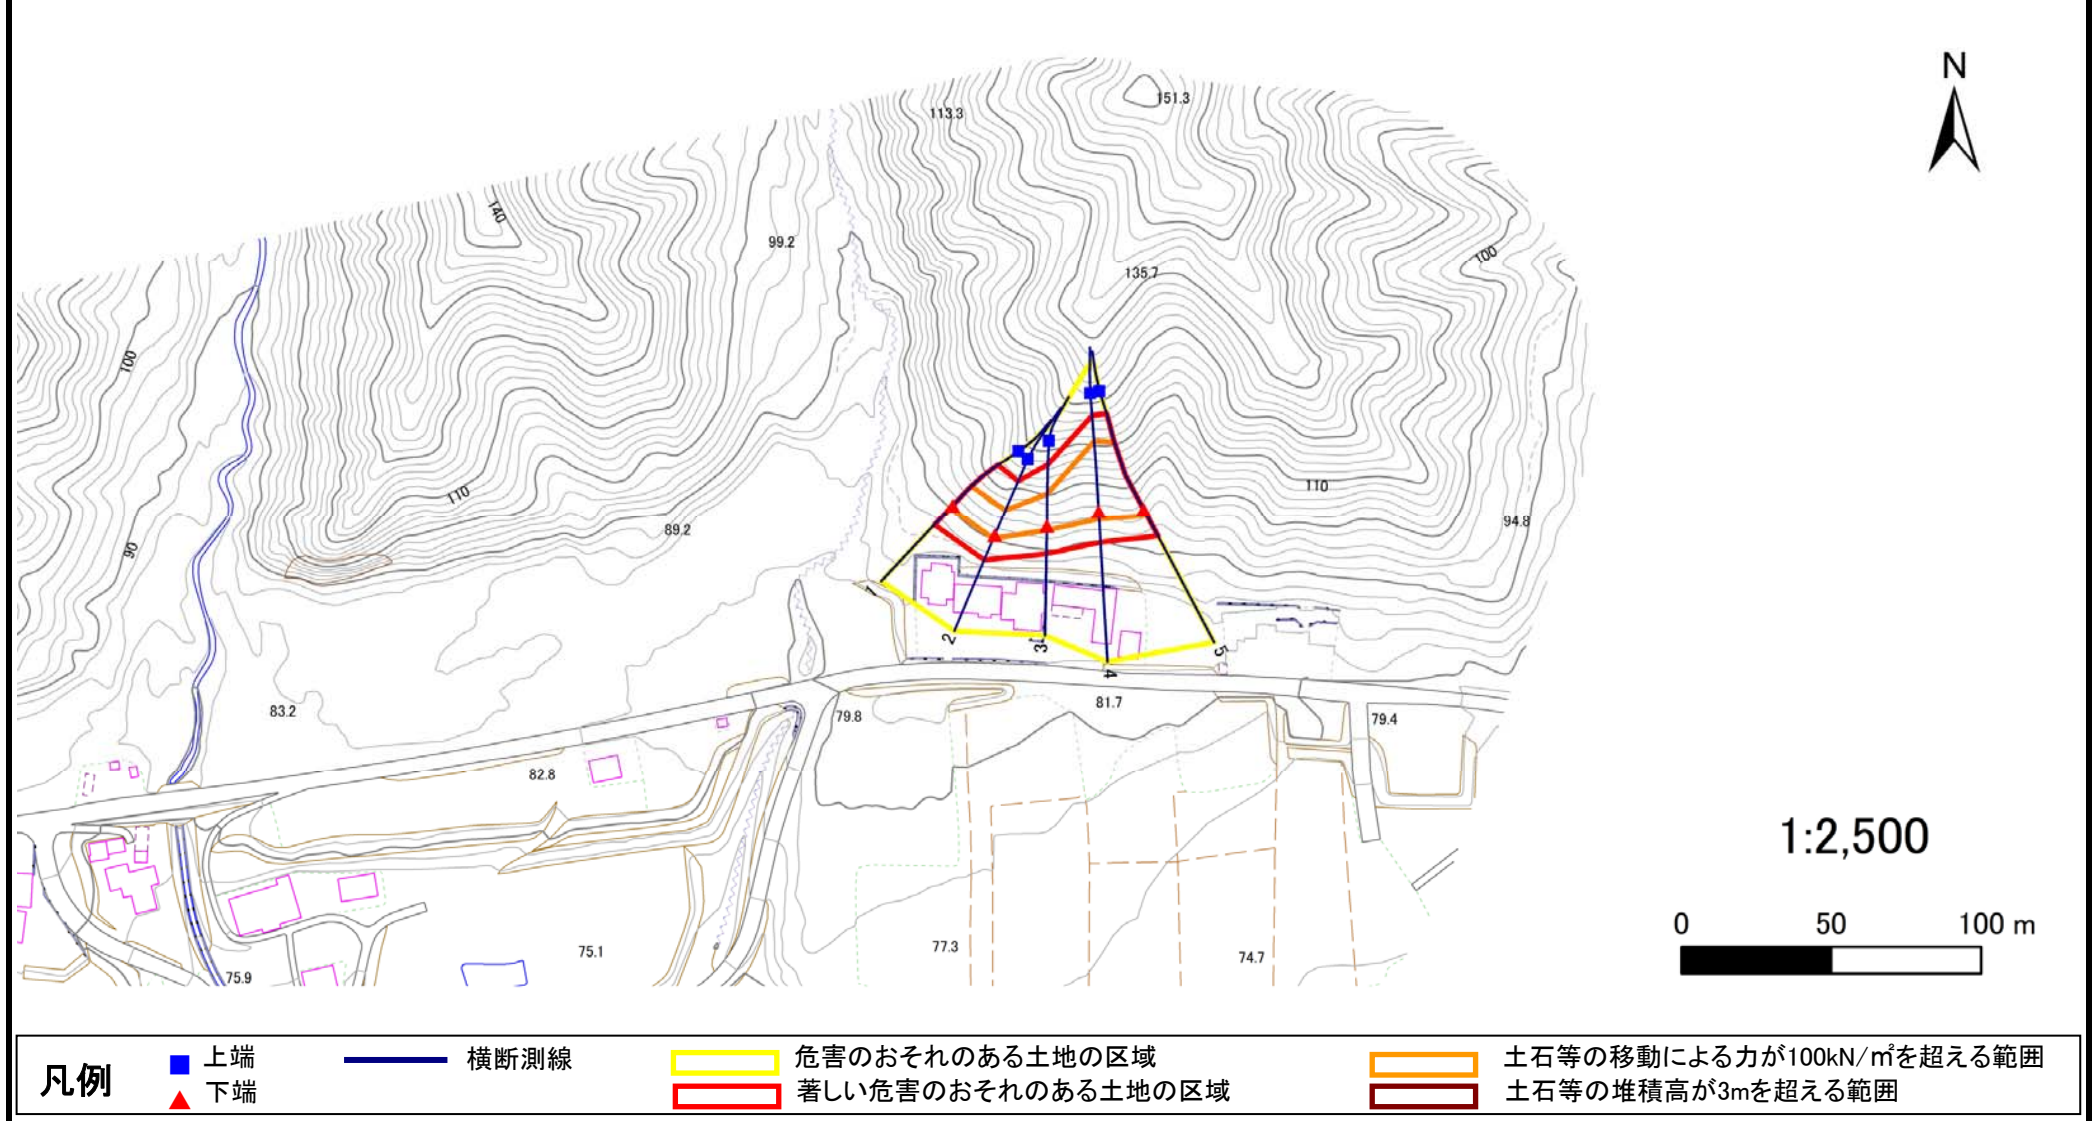 N
151.3
113.3
140
99.2
135.7
100
100
110
110
94.8
89.2
90
1
2
3
4
5
83.2
79.8
81.7
79.4
82.8
1:2,500
0 50 100 m
77.3
75.1
74.7
75.9
凡例
上端
下端
横断測線
危害のおそれのある土地の区域
著しい危害のおそれのある土地の区域
土石等の移動による力が100kN/㎡を超える範囲
土石等の堆積高が3mを超える範囲